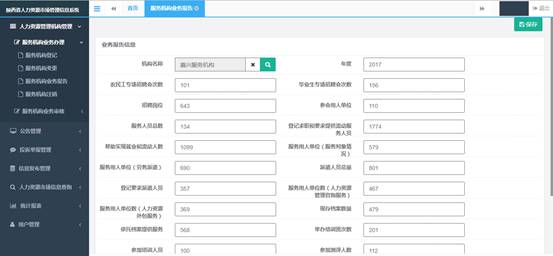 陕西省人力资源市场管理信息系统
首页
服务机构业务报告
退出
人力资源管理机构管理
服务机构业务办理
服务机构登记
服务机构变更
服务机构业务报告
服务机构注销
服务机构业务审核
公告管理
投诉举报管理
信息发布管理
人力资源市场信息查询
统计报表
用户管理
保存
业务报告信息
机构名称 嘉兴服务机构 年度 2017
农民工专场招聘会次数 101 毕业生专场招聘会次数 196
招聘岗位 643 参会用人单位 110
服务人员总数 134 登记求职和要求提供流动服务人员 1774
帮助实现就业和流动人数 1099 服务用人单位(服务对象情况) 579
服务用人单位(劳务派遣) 690 派遣人员总量 801
登记要求派遣人员 357 服务用人单位数(人力资源管理咨询服务) 467
服务用人单位数(人力资源外包服务) 369 现存档案数量 479
依托档案提供服务 568 举办培训班次数 201
参加培训人员 100 参加测评人数 112